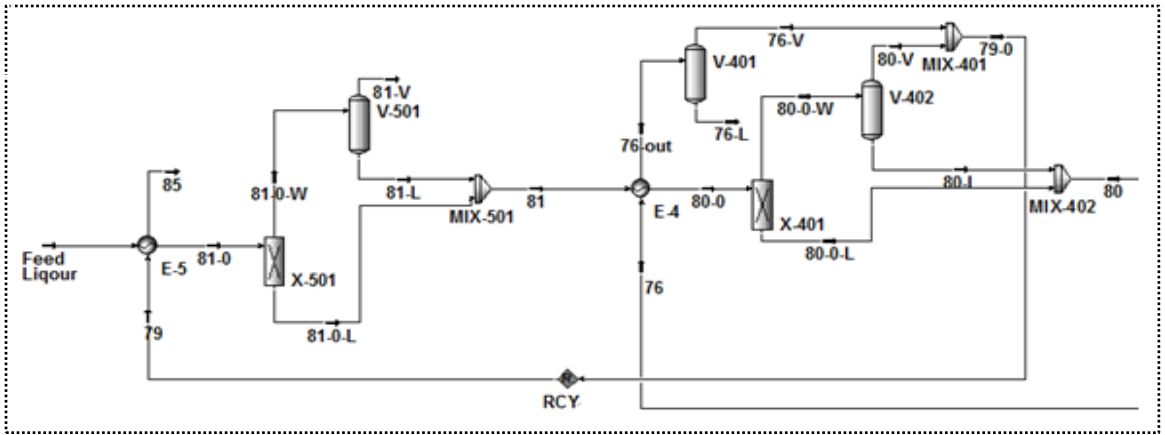 76-V
80-V
79-0
MIX-401
V-401
81-V
V-501
V-402
80-0-W
76-L
76-out
85
81-0-W
81-L
81
80-0
80-L
80
MIX-501
E-4
MIX-402
X-401
80-0-L
Feed
Liqour
E-5
81-0
X-501
76
79
81-0-L
R
RCY